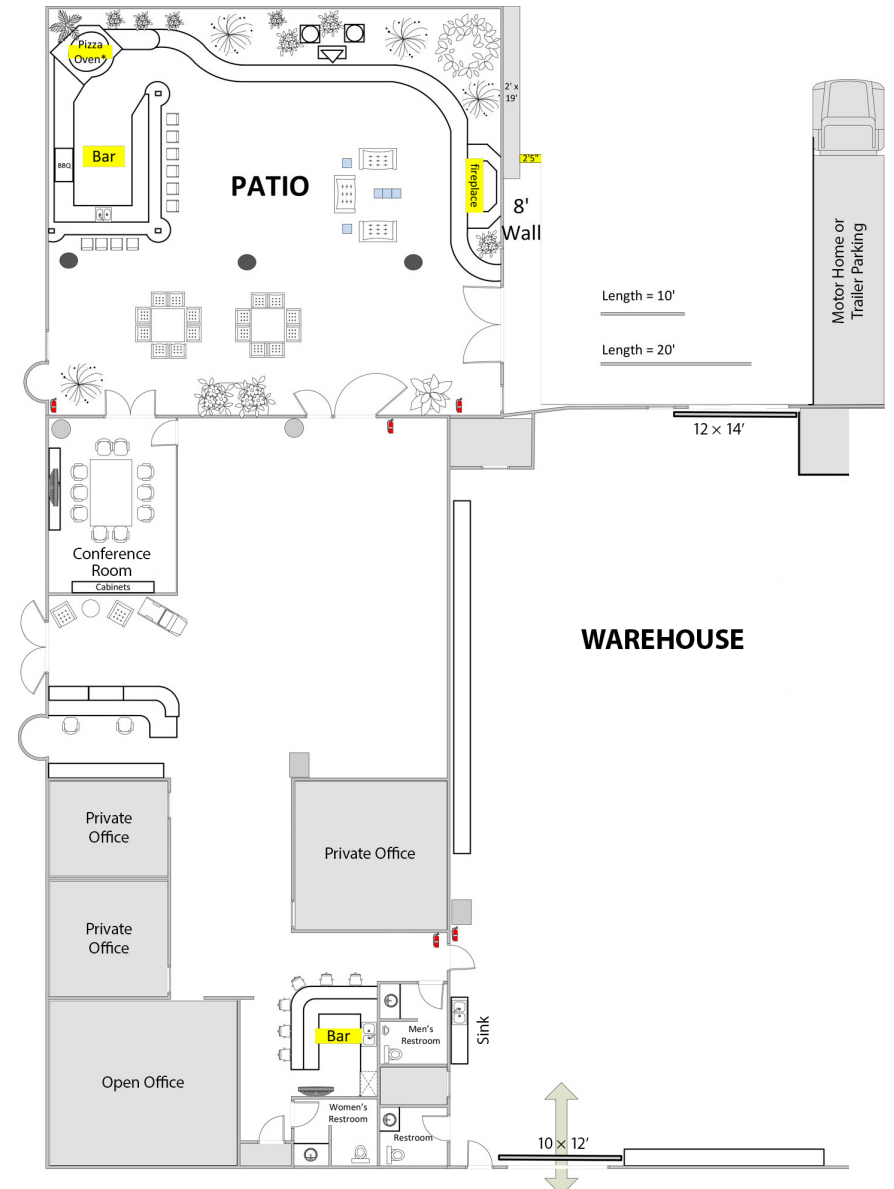 Pizza
Oven*
2' x
19'
BBQ
Bar
PATIO
fireplace
2'5"
8'
Wall
Motor Home or
Trailer Parking
Length = 10'
Length = 20'
12 × 14'
Conference
Room
Cabinets
WAREHOUSE
Private
Office
Private Office
Private
Office
Bar
Men's
Restroom
Sink
Open Office
Women's
Restroom
Restroom
10 × 12'